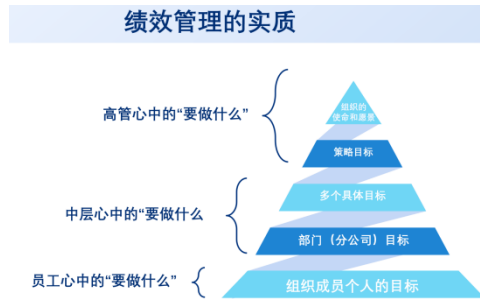 绩效管理的实质
高管心中的“要做什么”
组织的
使命和愿景
策略目标
中层心中的“要做什么
多个具体目标
部门（分公司）目标
员工心中的“要做什么”
组织成员个人的目标